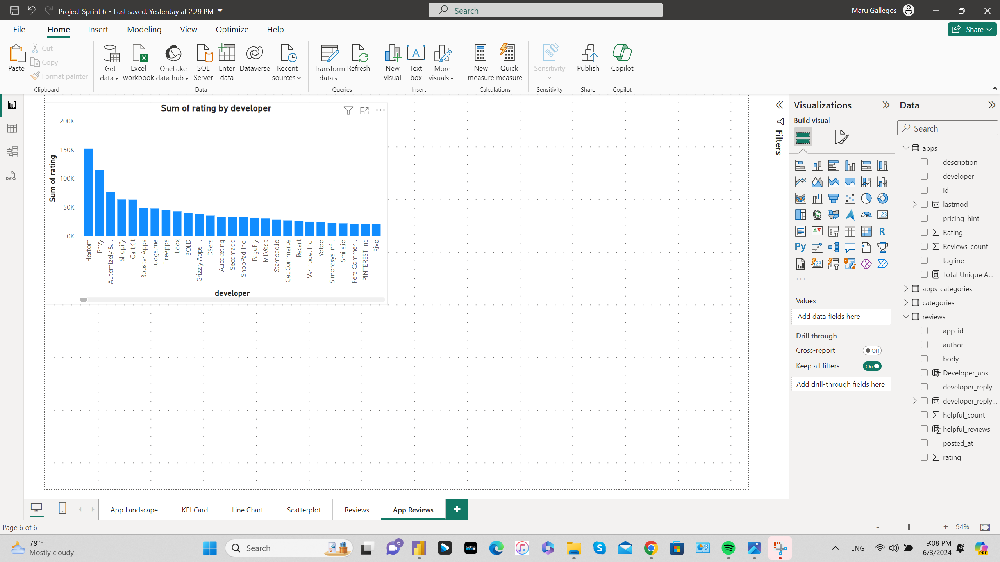 Project Sprint 6 • Last saved: Yesterday at 2:29 PM
Search
Maru Gallegos
File Home Insert Modeling View Optimize Help
Share
Paste
Cut
Copy
Format painter
Clipboard
Get data
Excel workbook
OneLake data hub
SQL Server
Enter data
Dataverse
Recent sources
Data
Transform data
Refresh
Queries
New visual
Text box
More visuals
Insert
New measure
Quick measure
Calculations
Sensitivity
Sensitivity
Publish
Share
Copilot
Copilot
DAX
Sum of rating by developer
Sum of rating
200K
150K
100K
50K
0K
Hextom
Privy
Automizely &...
Shopify
CartKit
Booster Apps
Judge.me
FireApps
Loox
BOLD
Grizzly Apps ...
DSers
Autoketing
Secomapp
ShopPad Inc.
PageFly
MLVeda
Stamped.io
CedCommerce
Recart
Varinode, Inc.
Yotpo
Simprosys Inf...
Smile.io
Fera Commer...
PINTEREST inc
Rivo
developer
Filters
Visualizations
Build visual
123
R
Py
123
Values
Add data fields here
Drill through
Cross-report
Off
Keep all filters
On
Add drill-through fields here
Data
Search
apps
description
developer
id
lastmod
pricing_hint
Rating
Reviews_count
tagline
Total Unique A...
apps_categories
categories
reviews
app_id
author
body
Developer_ans...
developer_reply
developer_reply...
helpful_count
helpful_reviews
posted_at
rating
App Landscape
KPI Card
Line Chart
Scatterplot
Reviews
App Reviews
Page 6 of 6
- + 94%
79°F
Mostly cloudy
Search
6
GoPro
ENG
9:08 PM
6/3/2024
PRE